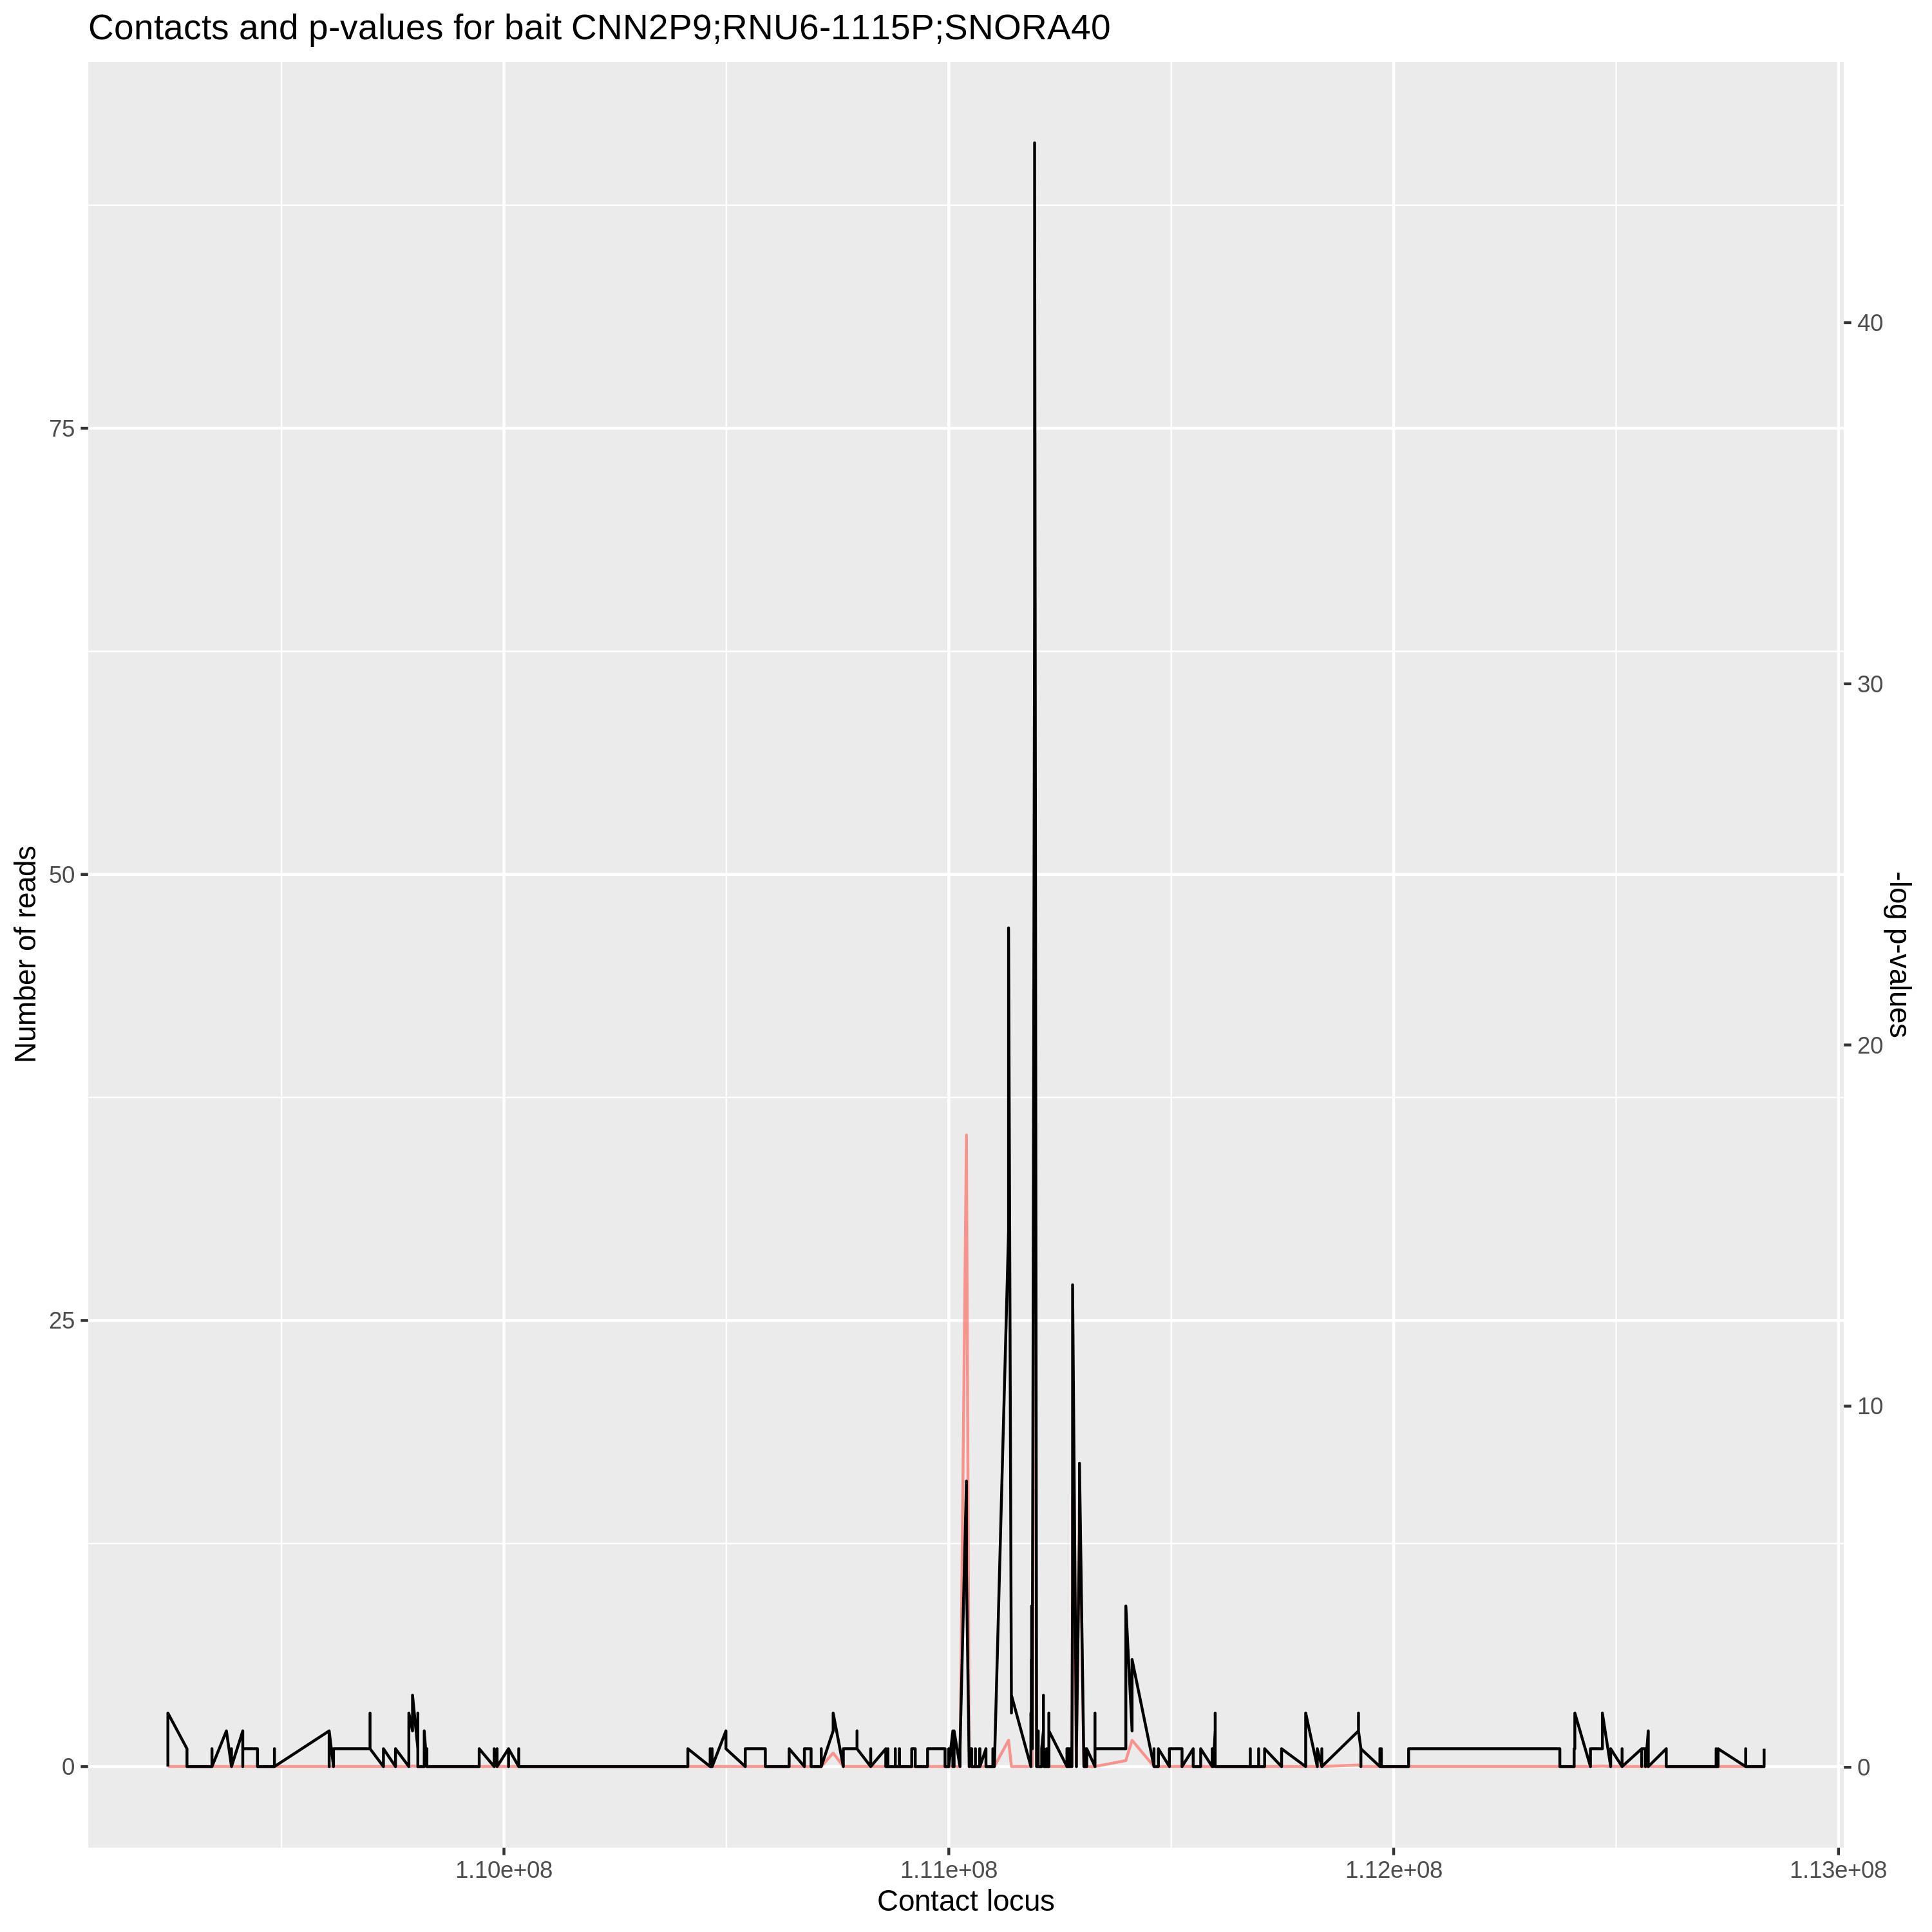 Contacts and p-values for bait CNN2P9;RNU6-1115P;SNORA40
40
75
30
50
Number of reads
-log p-values
20
25
10
0
0
1.10e+08
1.11e+08
1.12e+08
1.13e+08
Contact locus